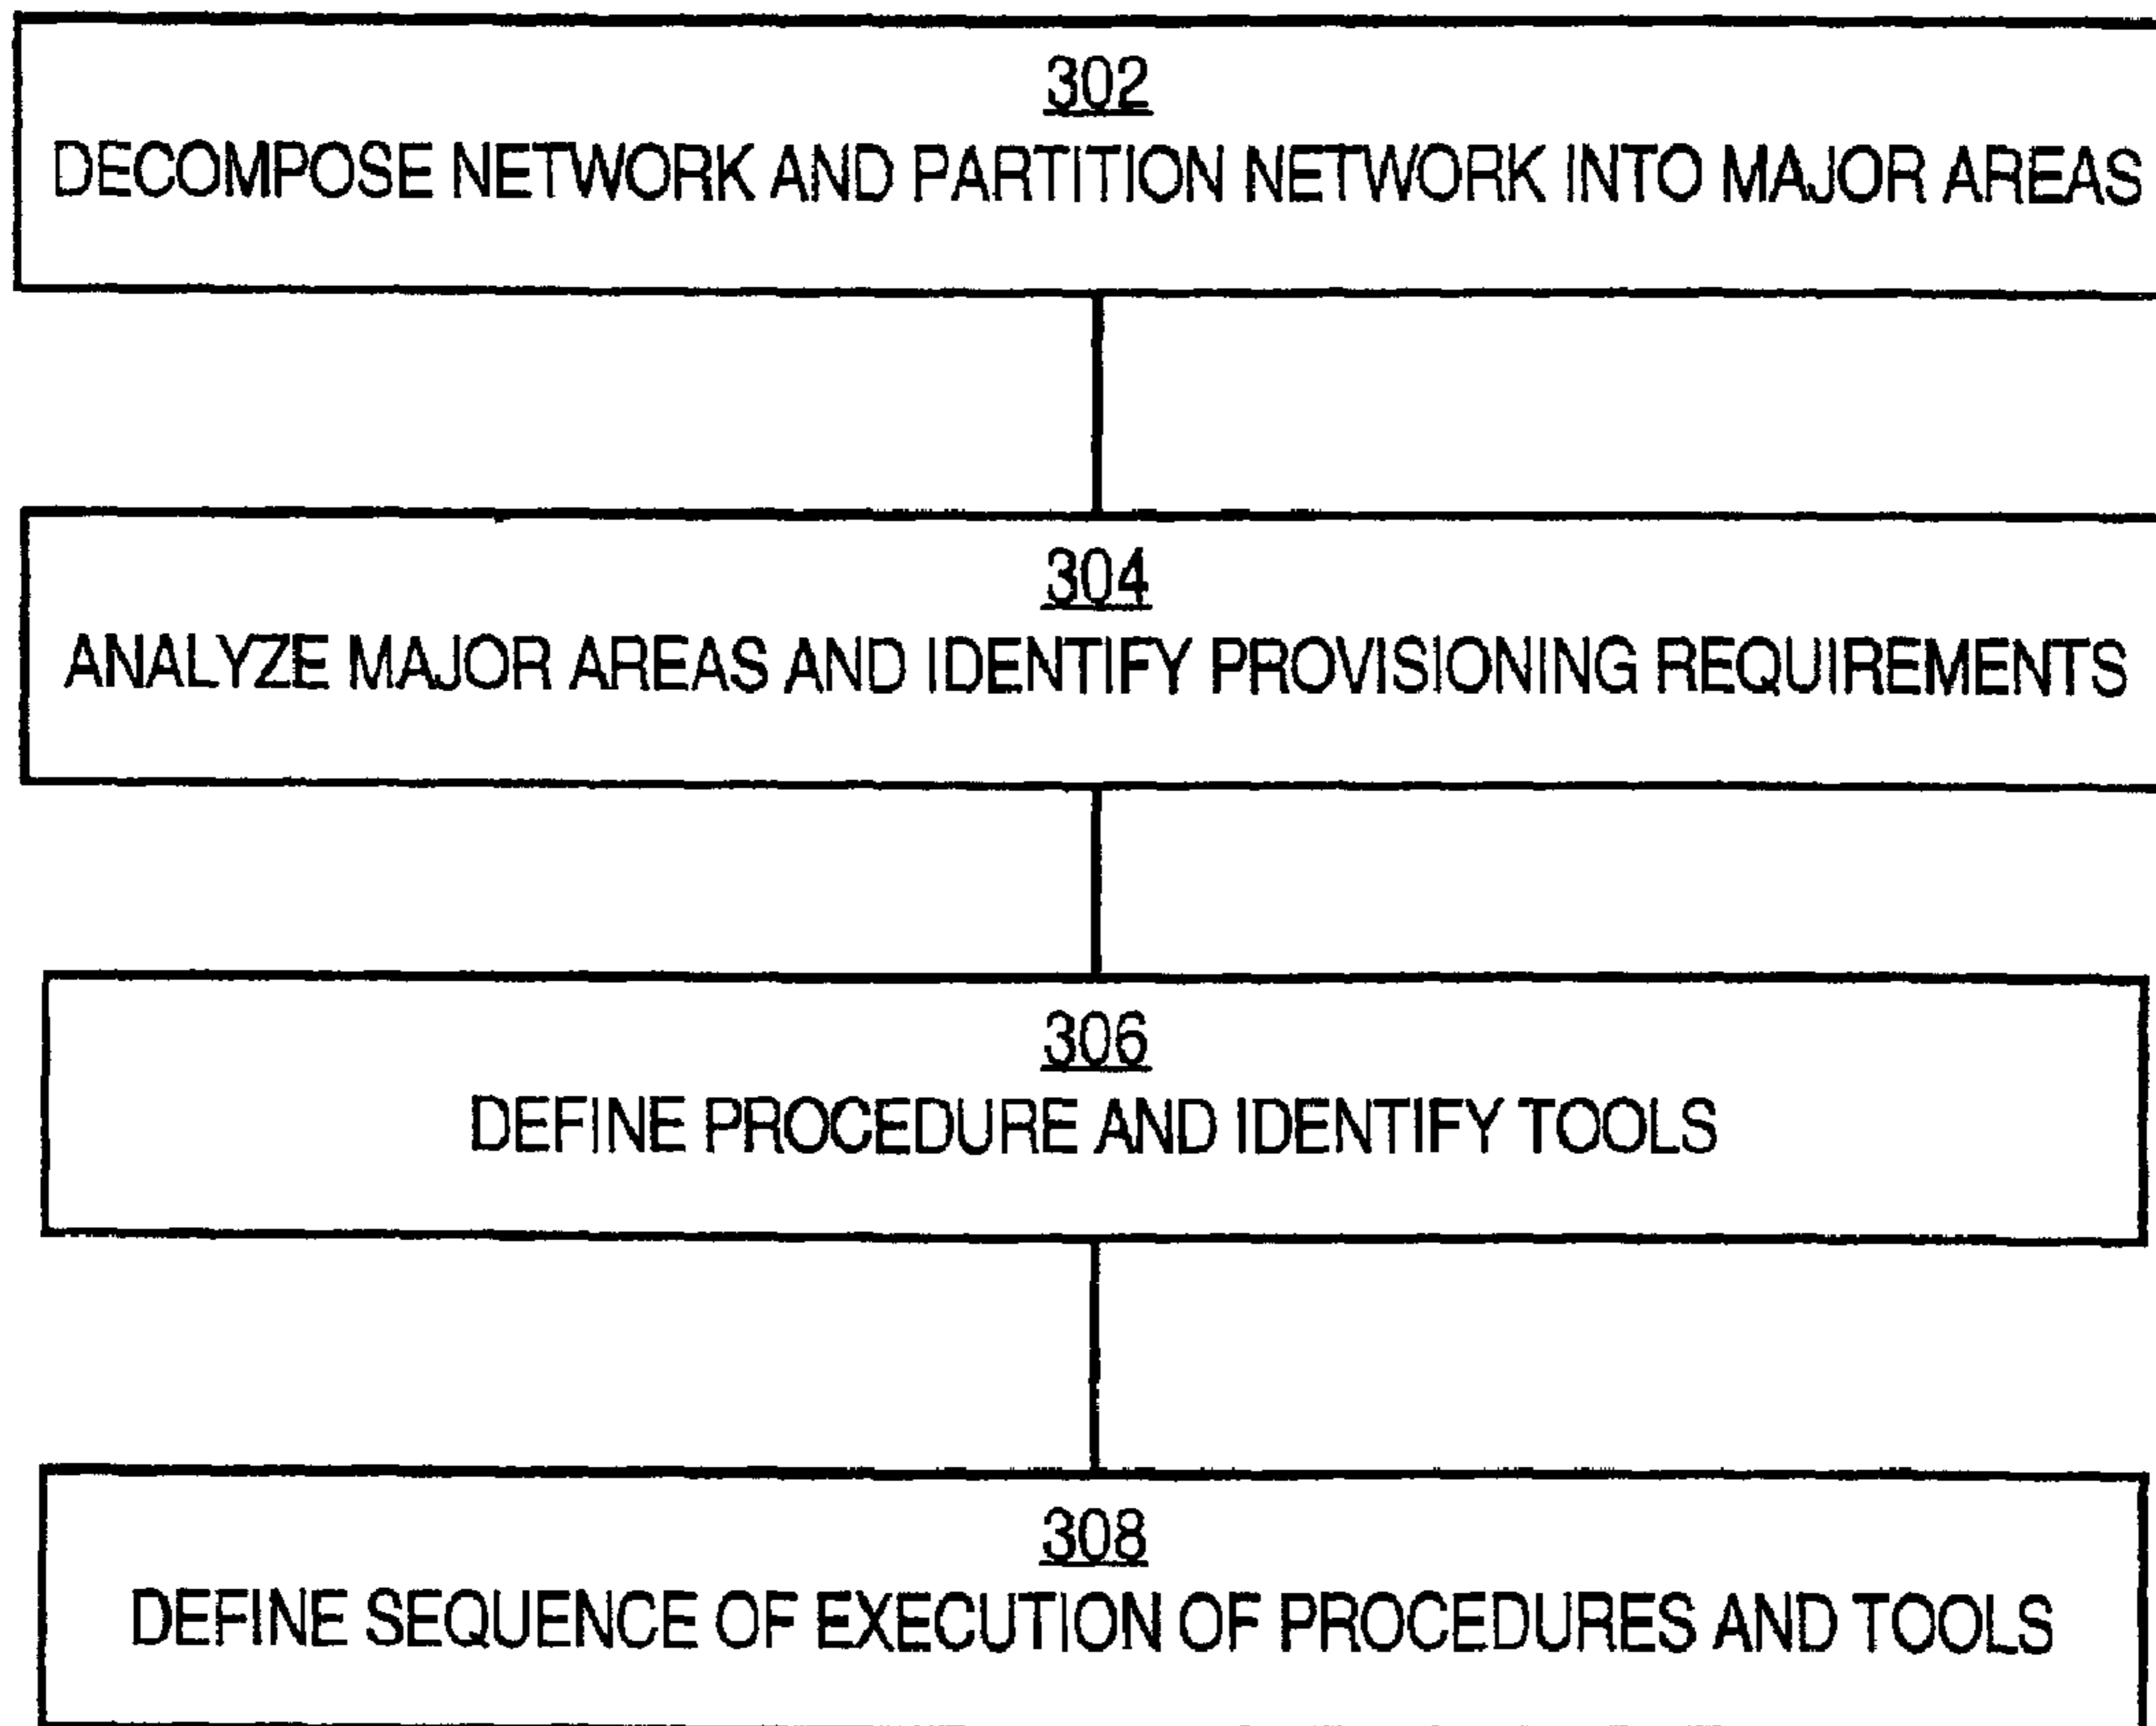 302
DECOMPOSE NETWORK AND PARTITION NETWORK INTO MAJOR AREAS
304
ANALYZE MAJOR AREAS AND IDENTIFY PROVISIONING REQUIREMENTS
306
DEFINE PROCEDURE AND IDENTIFY TOOLS
308
DEFINE SEQUENCE OF EXECUTION OF PROCEDURES AND TOOLS